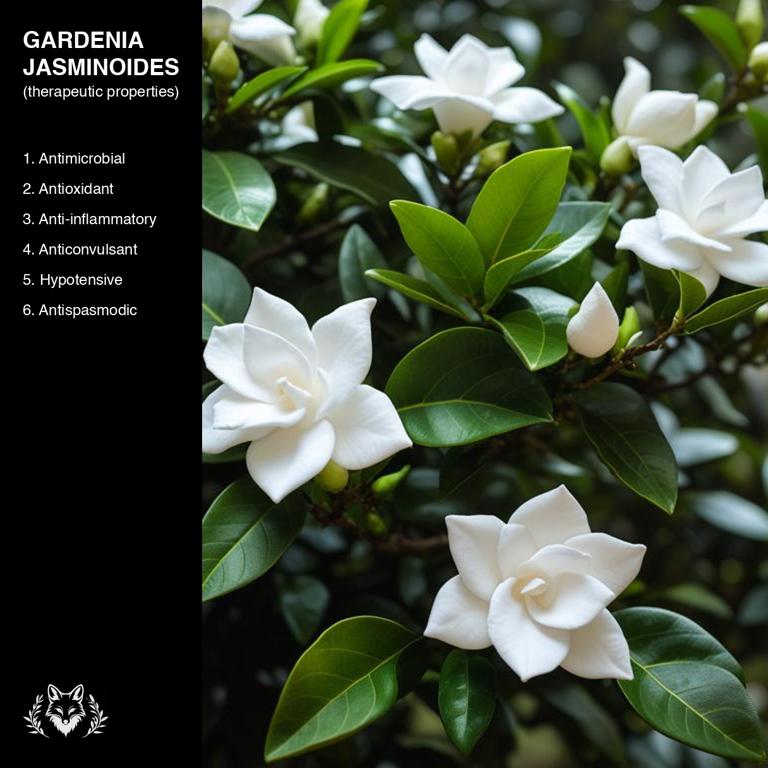 GARDENIA
JASMINOIDES
(therapeutic properties)
1. Antimicrobial
2. Antioxidant
3. Anti-inflammatory
4. Anticonvulsant
5. Hypotensive
6. Antispasmodic